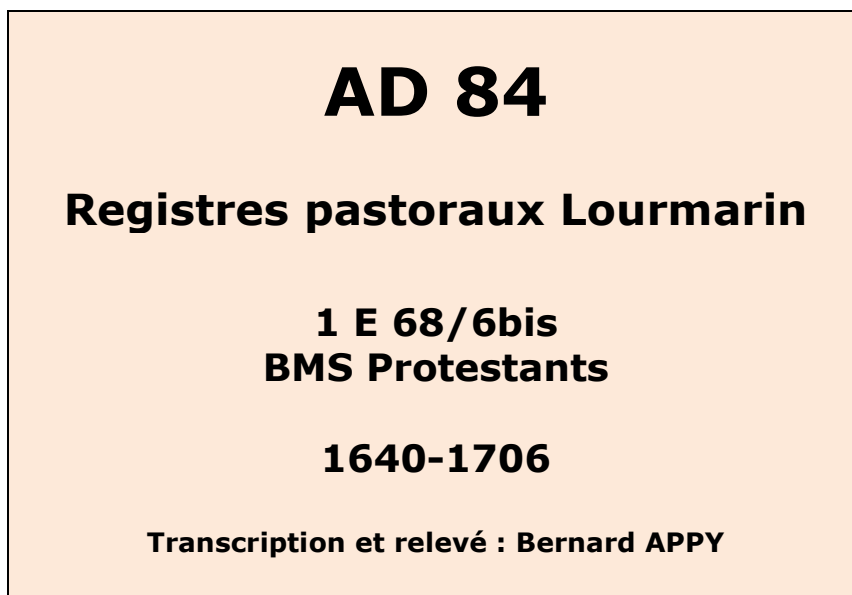 AD 84
Registres pastoraux Lourmarin
1 E 68/6bis
BMS Protestants
1640-1706
Transcription et relevé : Bernard APPY